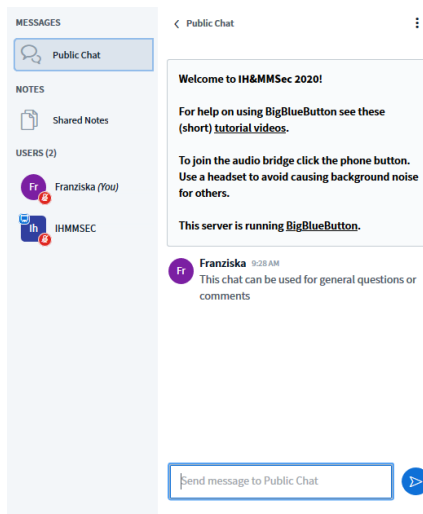 MESSAGES
Public Chat
NOTES
Shared Notes
USERS (2)
Fr
Franziska (You)
Ih
IHMMSEC
Public Chat
Welcome to IH&MMSec 2020!
For help on using BigBlueButton see these
(short) tutorial videos.
To join the audio bridge click the phone button.
Use a headset to avoid causing background noise
for others.
This server is running BigBlueButton.
Fr
Franziska 9:28 AM
This chat can be used for general questions or
comments
Send message to Public Chat